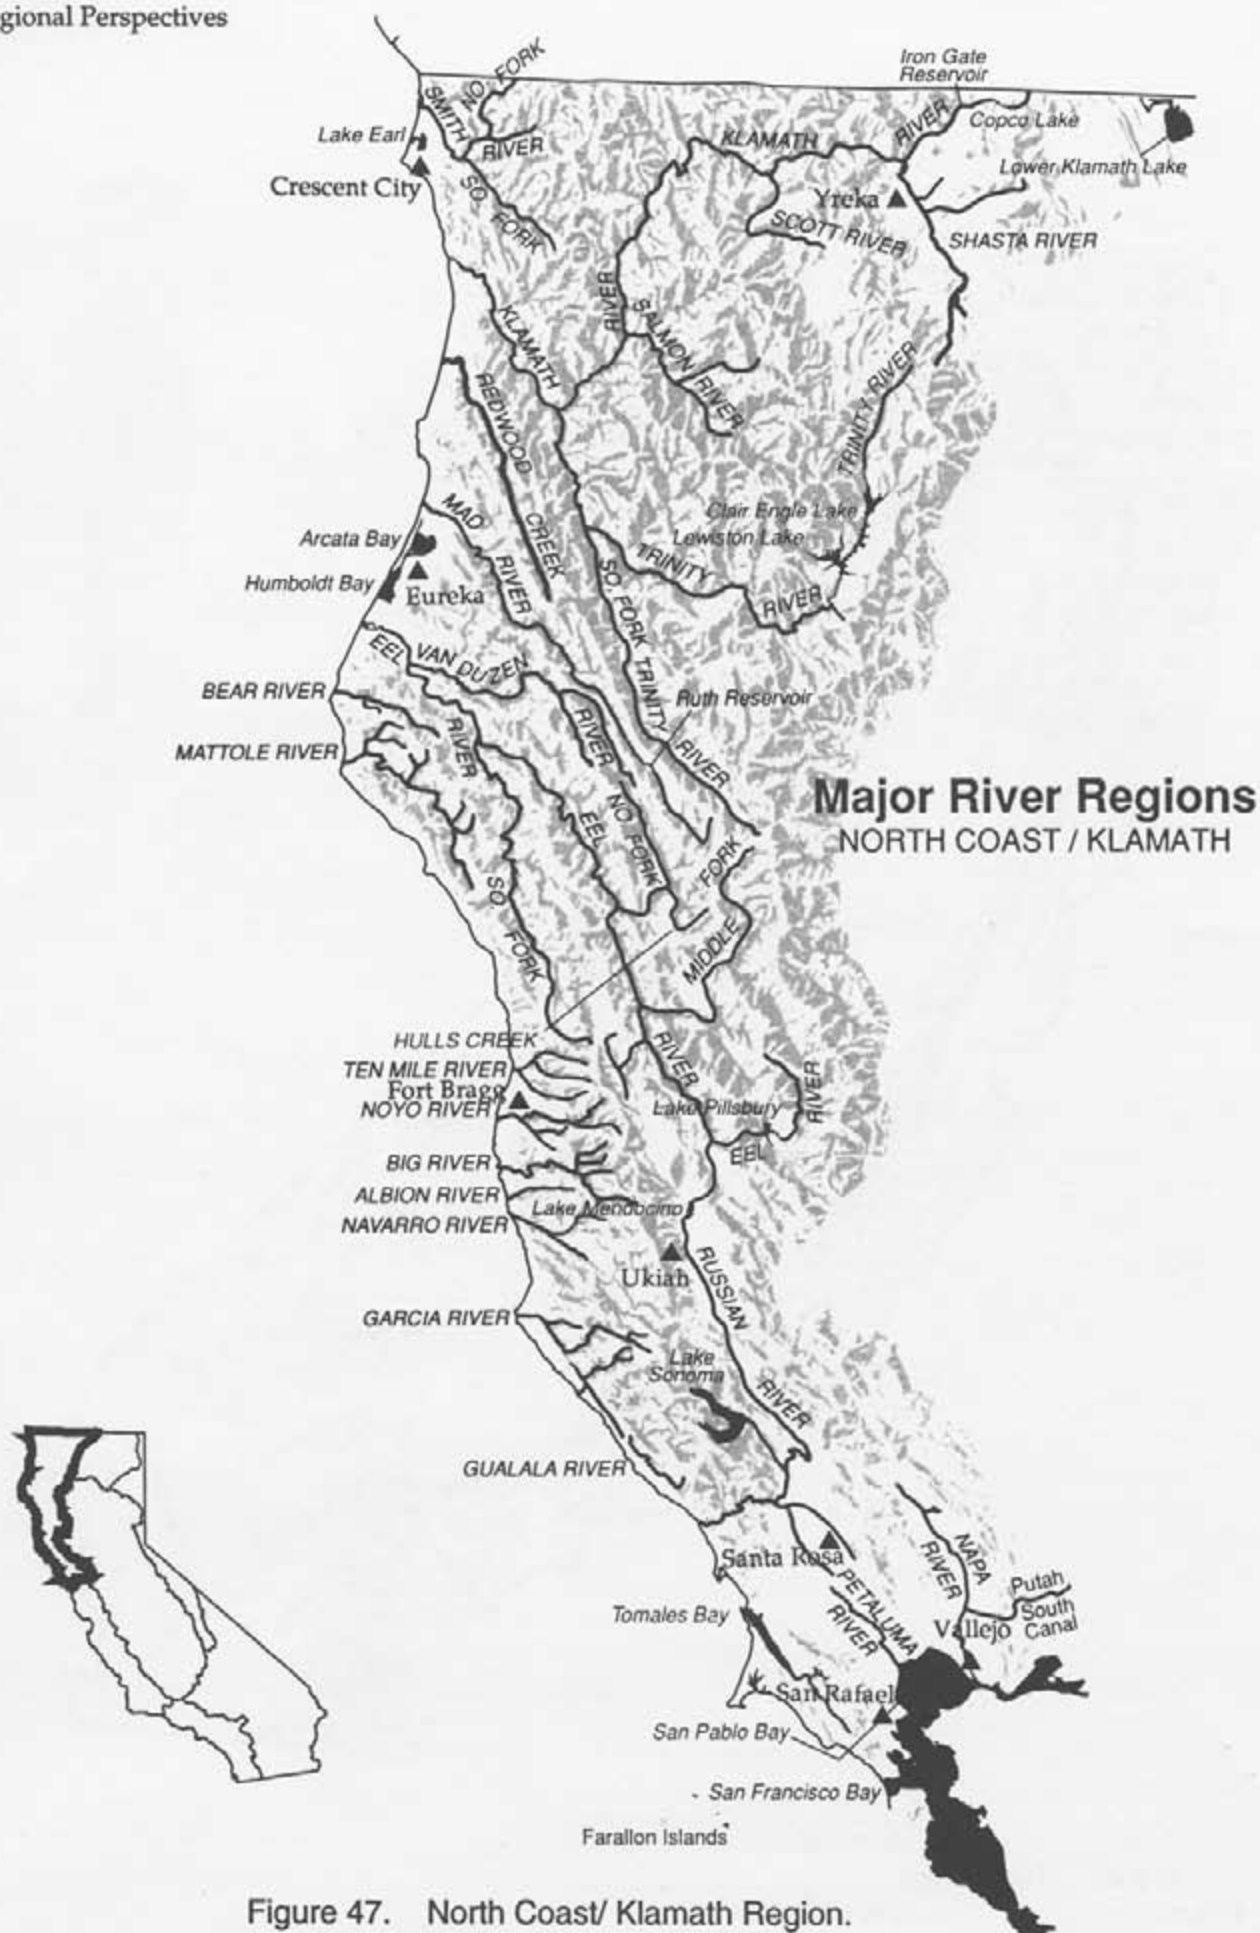 gional Perspectives
NO. FORK
Iron Gate
Reservoir
SMITH
RIVER
Copco Lake
Lake Earl
KLAMATH
RIVER
RIVER
Lower Klamath Lake
Crescent City
SO.
FORK
Yreka
SCOTT RIVER
SHASTA RIVER
RIVER
KLAMATH
SALMON
RIVER
TRINITY RIVER
REDWOOD
CREEK
MAD
RIVER
Clair Engle Lake
Lewiston Lake
Arcata Bay
TRINITY
RIVER
Humboldt Bay
Eureka
SO. FORK TRINITY
RIVER
EEL
VAN DUZEN
RIVER
BEAR RIVER
Ruth Reservoir
RIVER
MATTOLE RIVER
Major River Regions
NORTH COAST / KLAMATH
EEL
NO. FORK
FORK
MIDDLE
SO.
FORK
HULLS CREEK
RIVER
TEN MILE RIVER
Fort Bragg
NOYO RIVER
Lake Pillsbury
RIVER
EEL
BIG RIVER
ALBION RIVER
Lake Mendocino
NAVARRO RIVER
Ukiah
RUSSIAN
RIVER
GARCIA RIVER
Lake
Sonoma
GUALALA RIVER
Santa Rosa
NAPA
RIVER
Putah
South
Canal
PETALUMA
RIVER
Tomales Bay
Vallejo
San Rafael
San Pablo Bay
San Francisco Bay
Farallon Islands
Figure 47. North Coast/ Klamath Region.